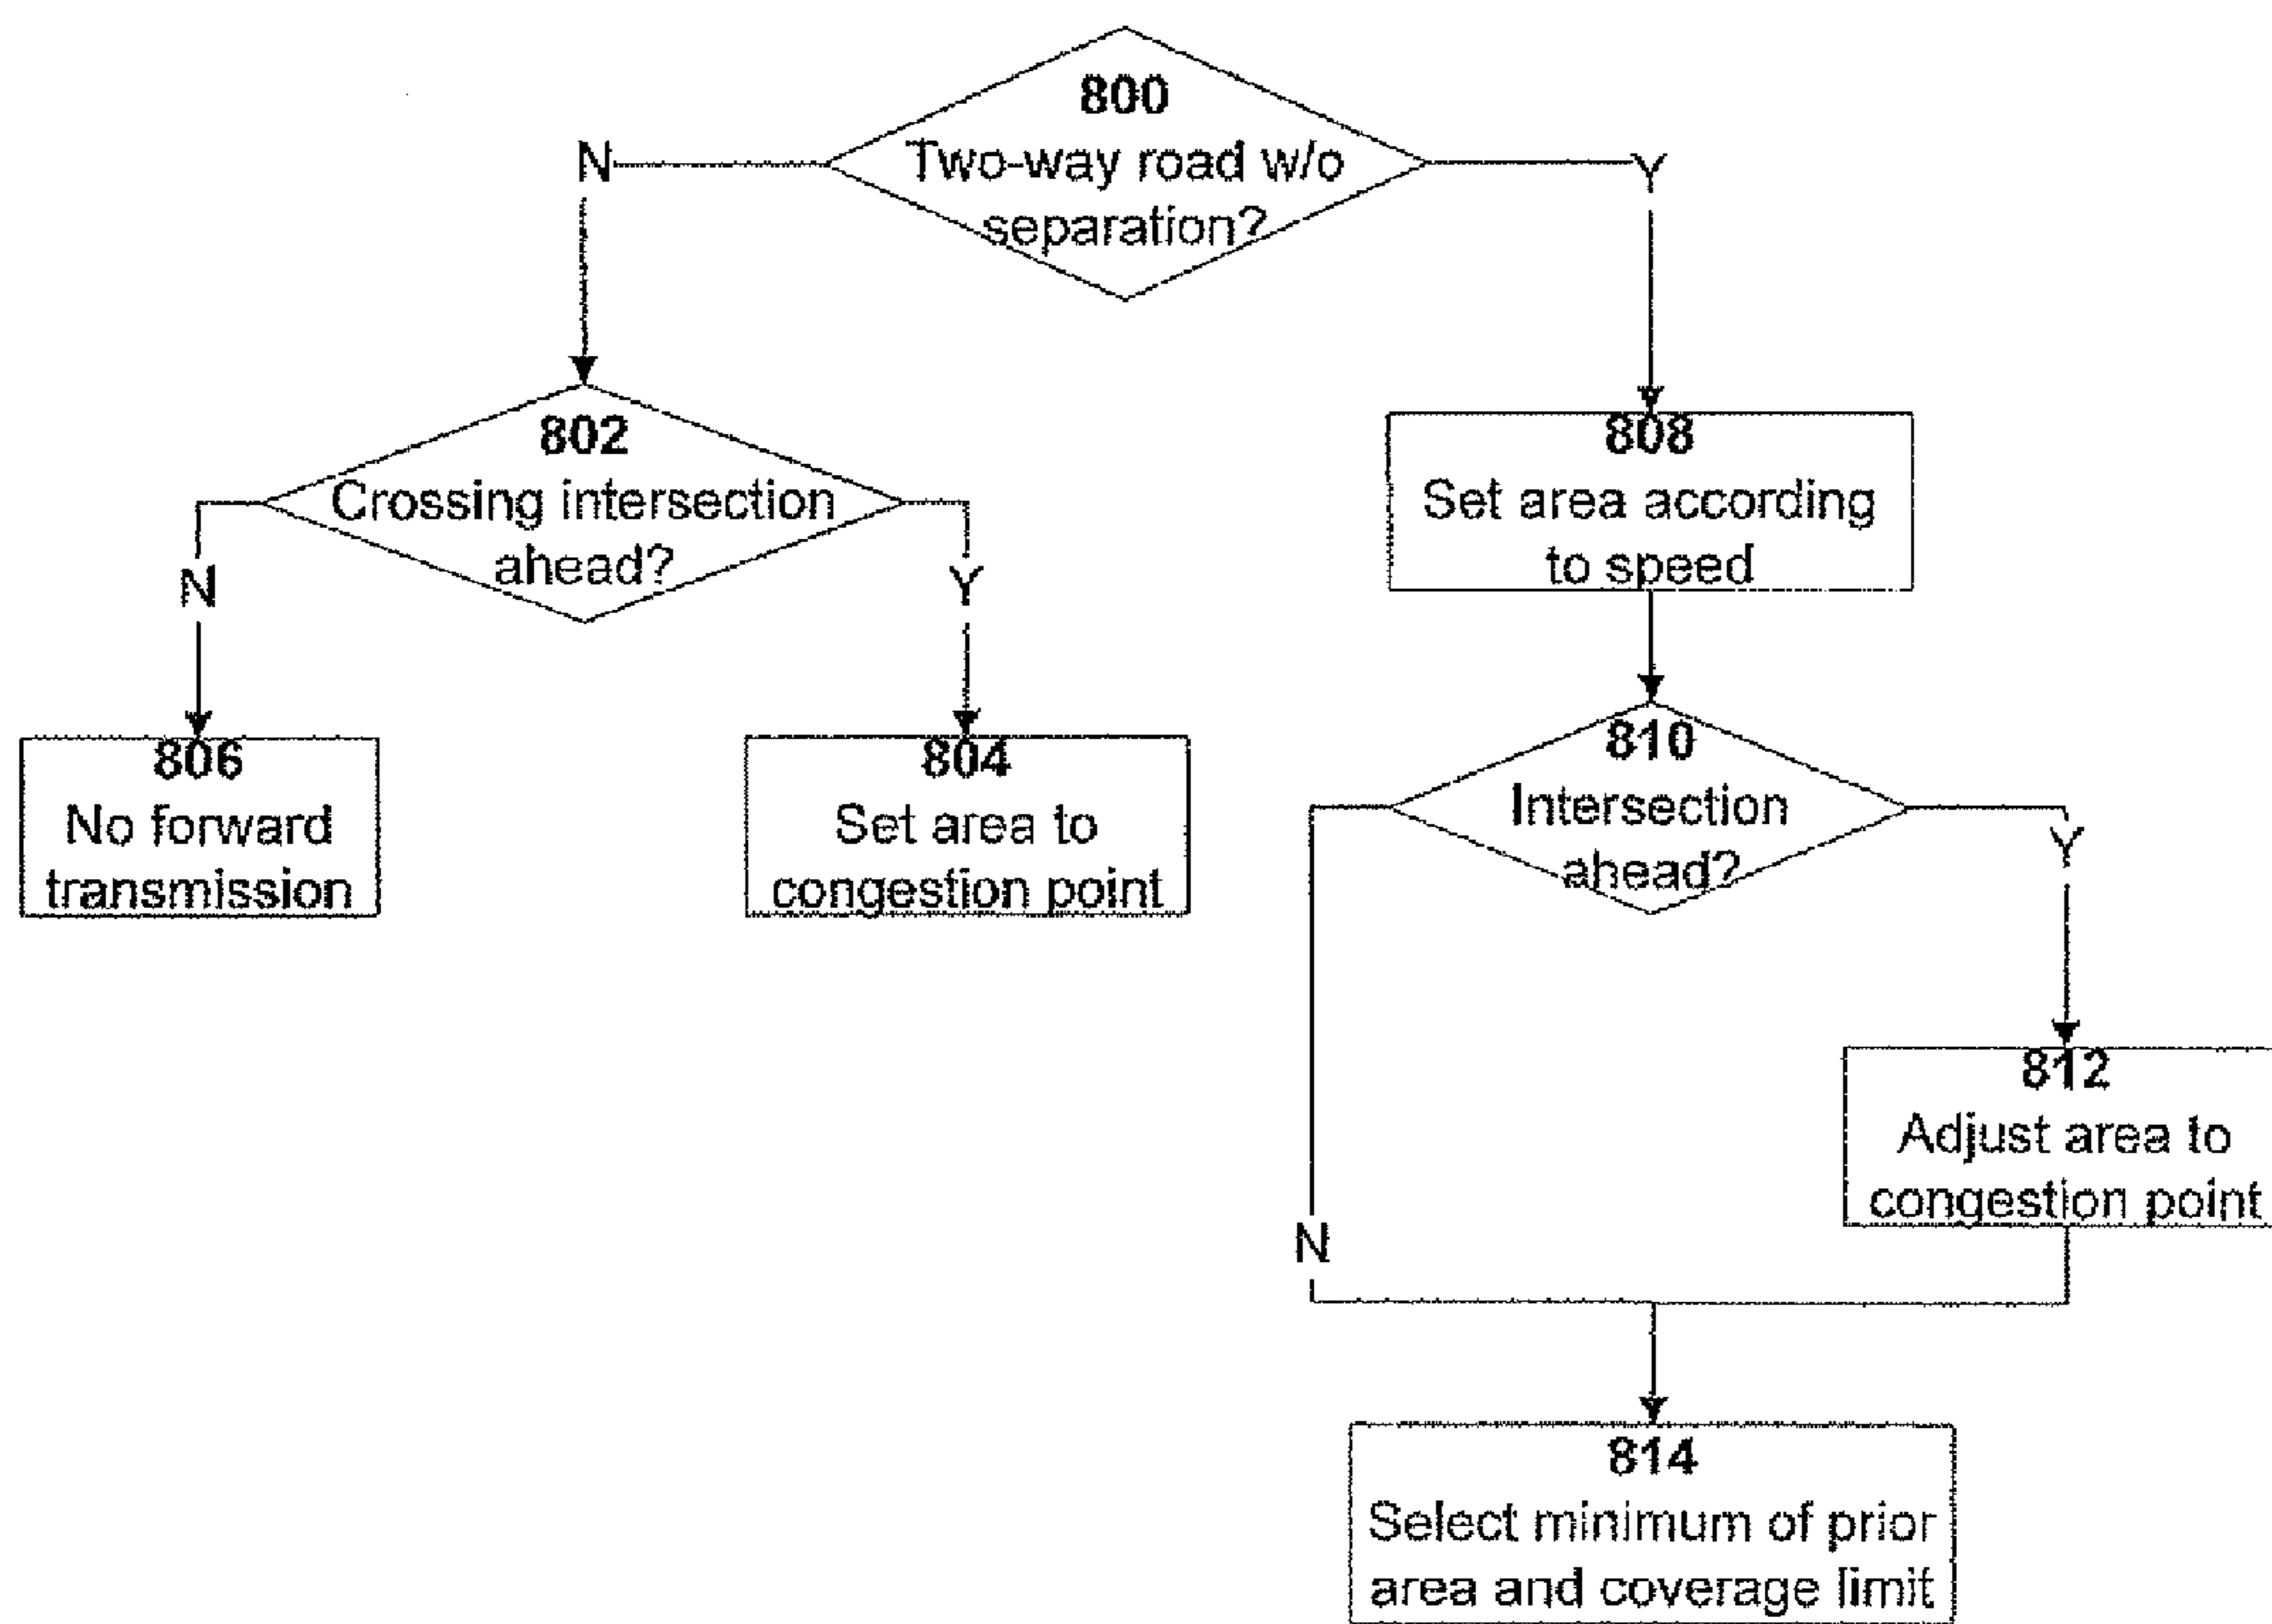 800
Two-way road w/o
separation?
N
Y
802
Crossing intersection
ahead?
808
Set area according
to speed
N
Y
806
No forward
transmission
804
Set area to
congestion point
810
Intersection
ahead?
Y
812
Adjust area to
congestion point
N
814
Select minimum of prior
area and coverage limit